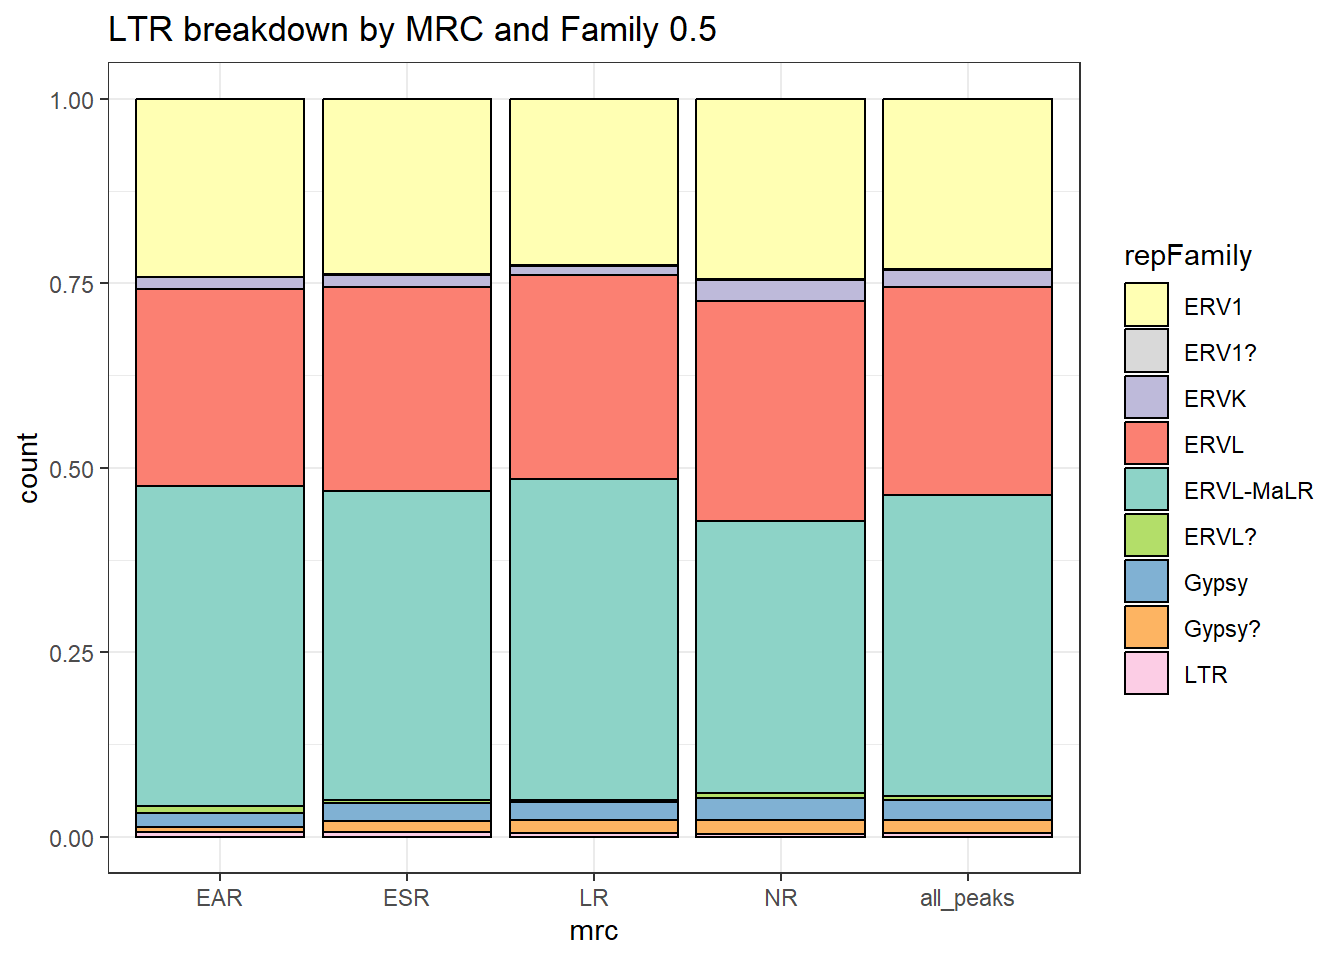 LTR breakdown by MRC and Family 0.5
count
1.00
0.75
0.50
0.25
0.00
EAR
ESR
LR
NR
all_peaks
mrc
repFamily
ERV1
ERV1?
ERVK
ERVL
ERVL-MaLR
ERVL?
Gypsy
Gypsy?
LTR